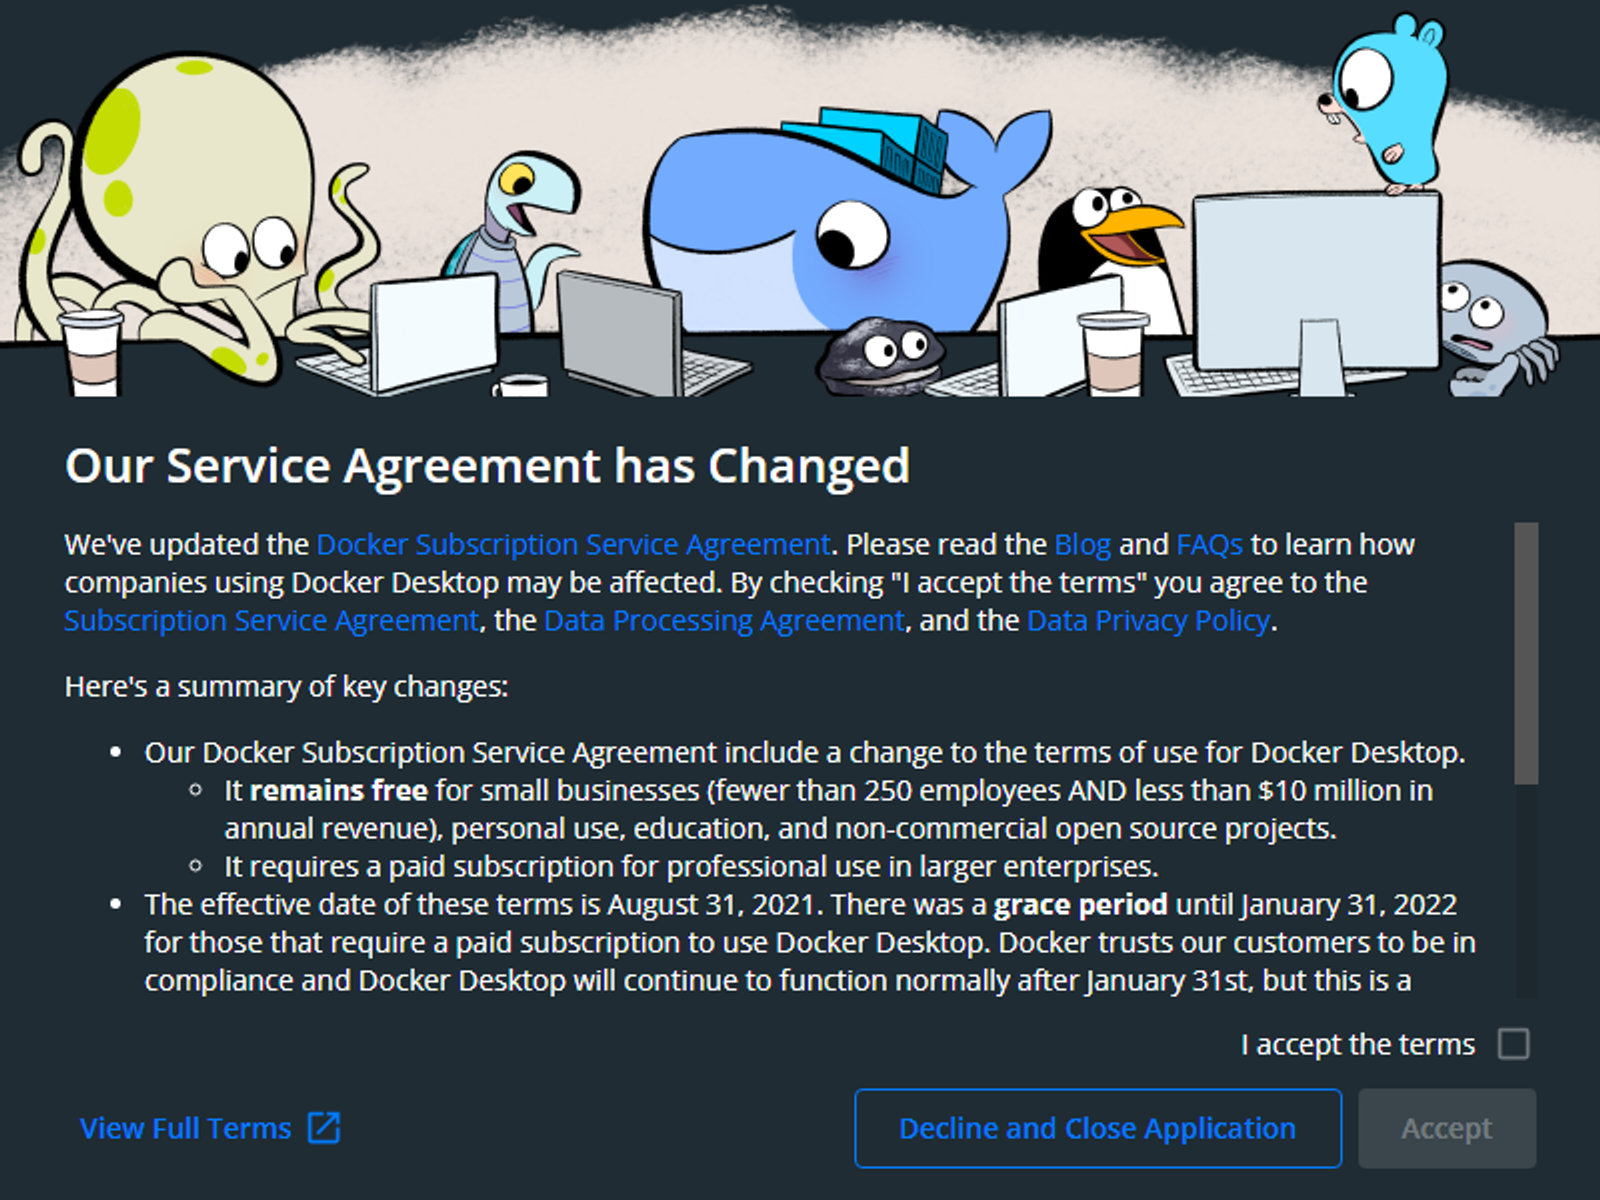 Our Service Agreement has Changed
We've updated the Docker Subscription Service Agreement. Please read the Blog and FAQs to learn how
companies using Docker Desktop may be affected. By checking "I accept the terms" you agree to the
Subscription Service Agreement, the Data Processing Agreement, and the Data Privacy Policy.
Here's a summary of key changes:
• Our Docker Subscription Service Agreement include a change to the terms of use for Docker Desktop.
◦ It remains free for small businesses (fewer than 250 employees AND less than $10 million in
annual revenue), personal use, education, and non-commercial open source projects.
◦ It requires a paid subscription for professional use in larger enterprises.
• The effective date of these terms is August 31, 2021. There was a grace period until January 31, 2022
for those that require a paid subscription to use Docker Desktop. Docker trusts our customers to be in
compliance and Docker Desktop will continue to function normally after January 31st, but this is a
I accept the terms
View Full Terms
Decline and Close Application
Accept